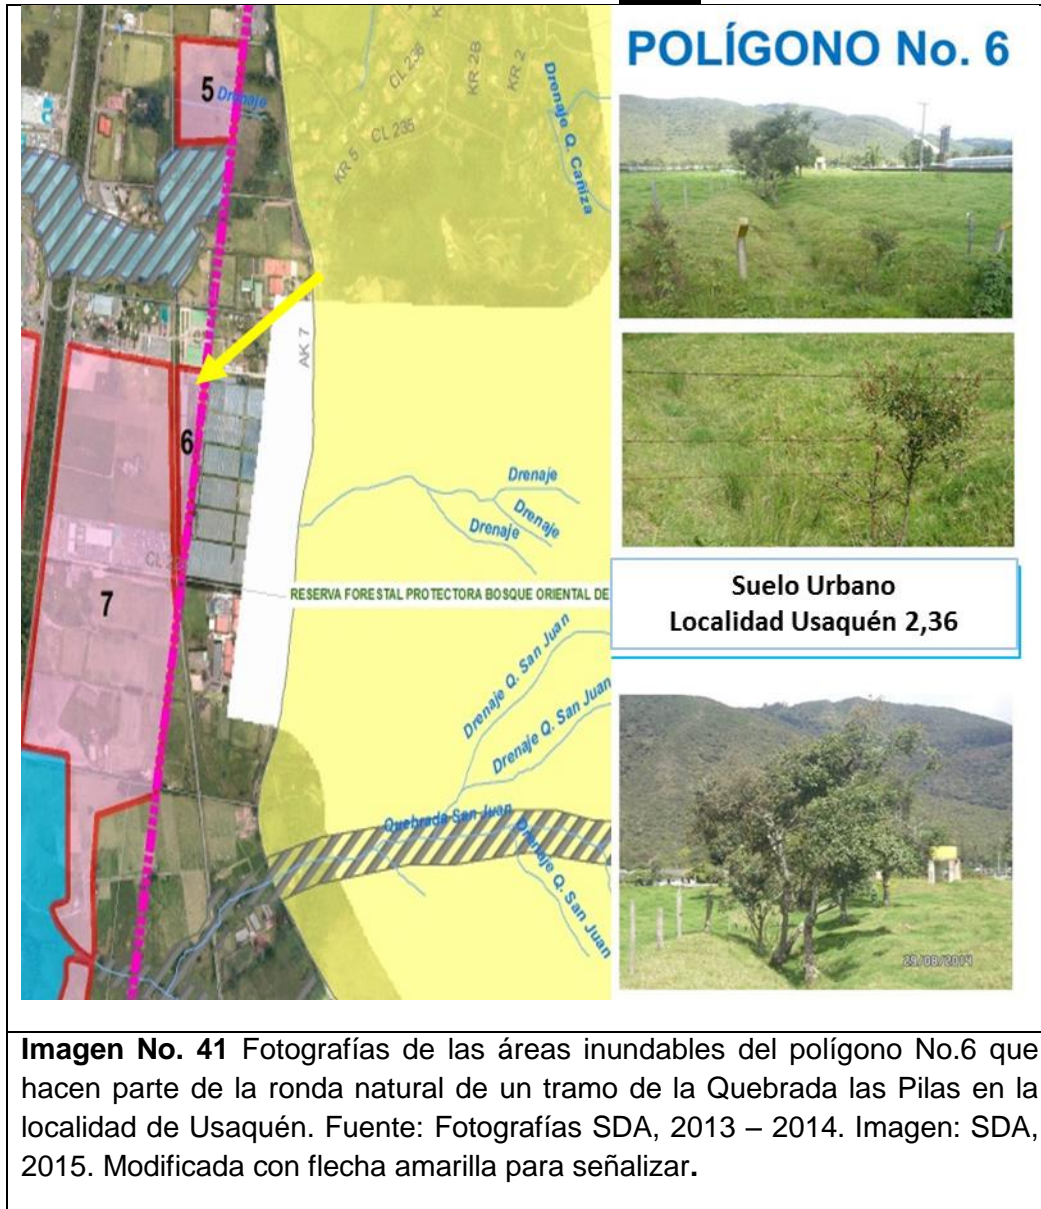 POLÍGONO No. 6
5
Drenaje
CL 236
KR 2B
KR 2
CL 235
KR 5
Drenaje Q. Caniza
AK 7
6
Drenaje
Drenaje
Drenaje
7
RESERVA FORESTAL PROTECTORA BOSQUE ORIENTAL DE
Drenaje Q. San Juan
Drenaje Q. San Juan
Quebrada San Juan
Drenaje Q. San Juan
Suelo Urbano
Localidad Usaquén 2,36
29/08/2014
Imagen No. 41 Fotografías de las áreas inundables del polígono No.6 que
hacen parte de la ronda natural de un tramo de la Quebrada las Pilas en la
localidad de Usaquén. Fuente: Fotografías SDA, 2013 – 2014. Imagen: SDA,
2015. Modificada con flecha amarilla para señalizar.